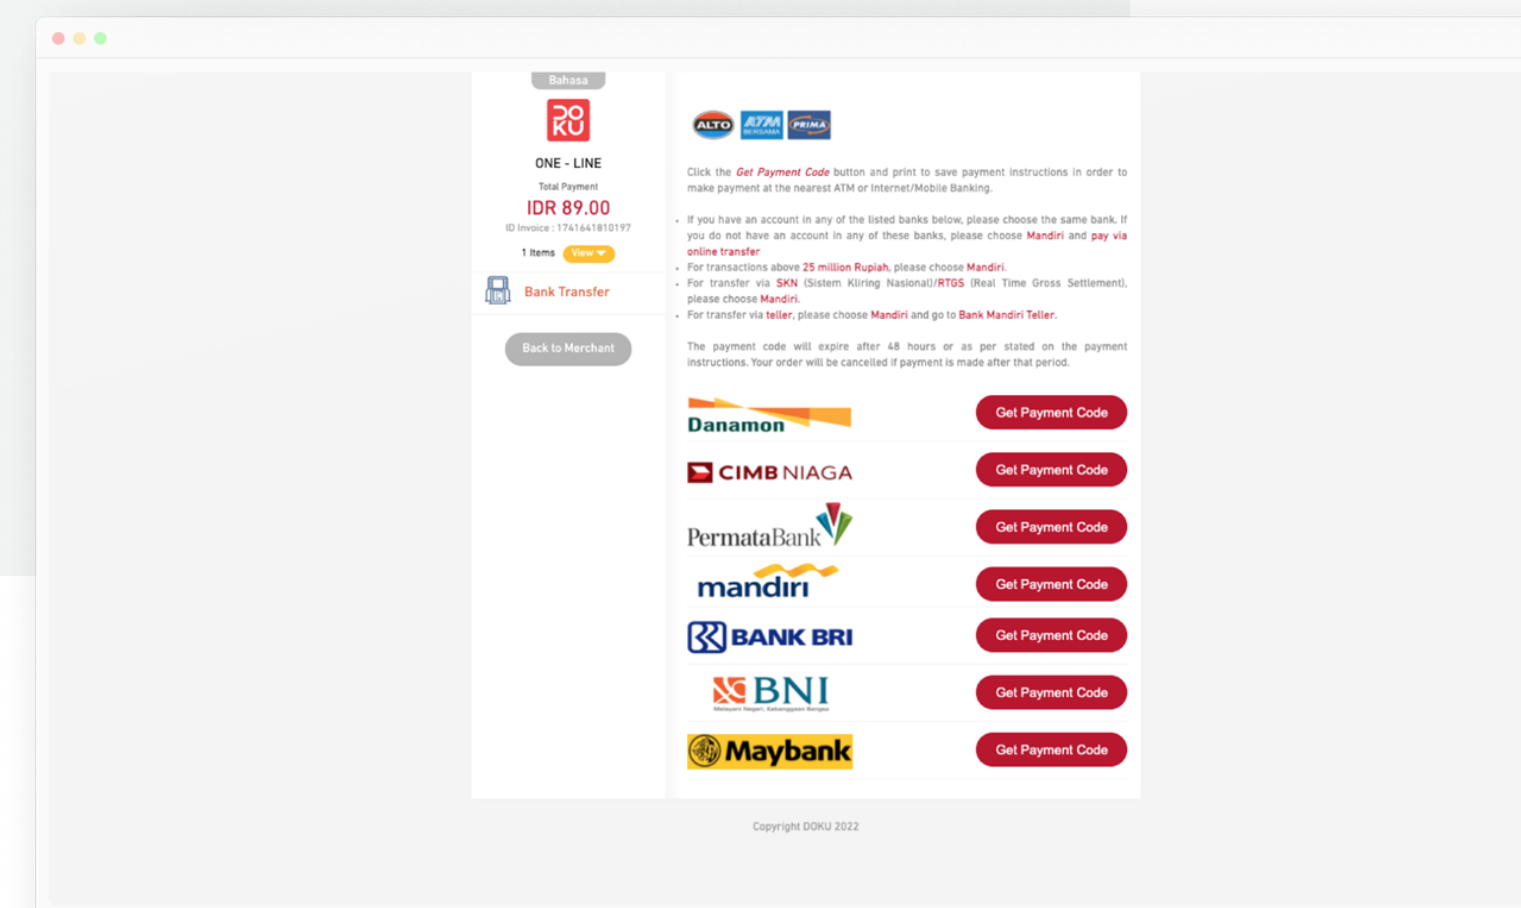 Bahasa
DOKU
ONE - LINE
Total Payment
IDR 89.00
ID Invoice : 1741641810197
1 Items View
Bank Transfer
Back to Merchant
ALTO ATM BERSAMA PRIMA
Click the Get Payment Code button and print to save payment instructions in order to
make payment at the nearest ATM or Internet/Mobile Banking.
If you have an account in any of the listed banks below, please choose the same bank. If
you do not have an account in any of these banks, please choose Mandiri and pay via
online transfer
For transactions above 25 million Rupiah, please choose Mandiri.
For transfer via SKN (Sistem Kliring Nasional)/RTGS (Real Time Gross Settlement),
please choose Mandiri.
For transfer via teller, please choose Mandiri and go to Bank Mandiri Teller.
The payment code will expire after 48 hours or as per stated on the payment
instructions. Your order will be cancelled if payment is made after that period.
Danamon Get Payment Code
CIMB NIAGA Get Payment Code
PermataBank Get Payment Code
mandiri Get Payment Code
BANK BRI Get Payment Code
BNI Get Payment Code
Melayani Negeri, Kebanggaan Bangsa
Maybank Get Payment Code
Copyright DOKU 2022